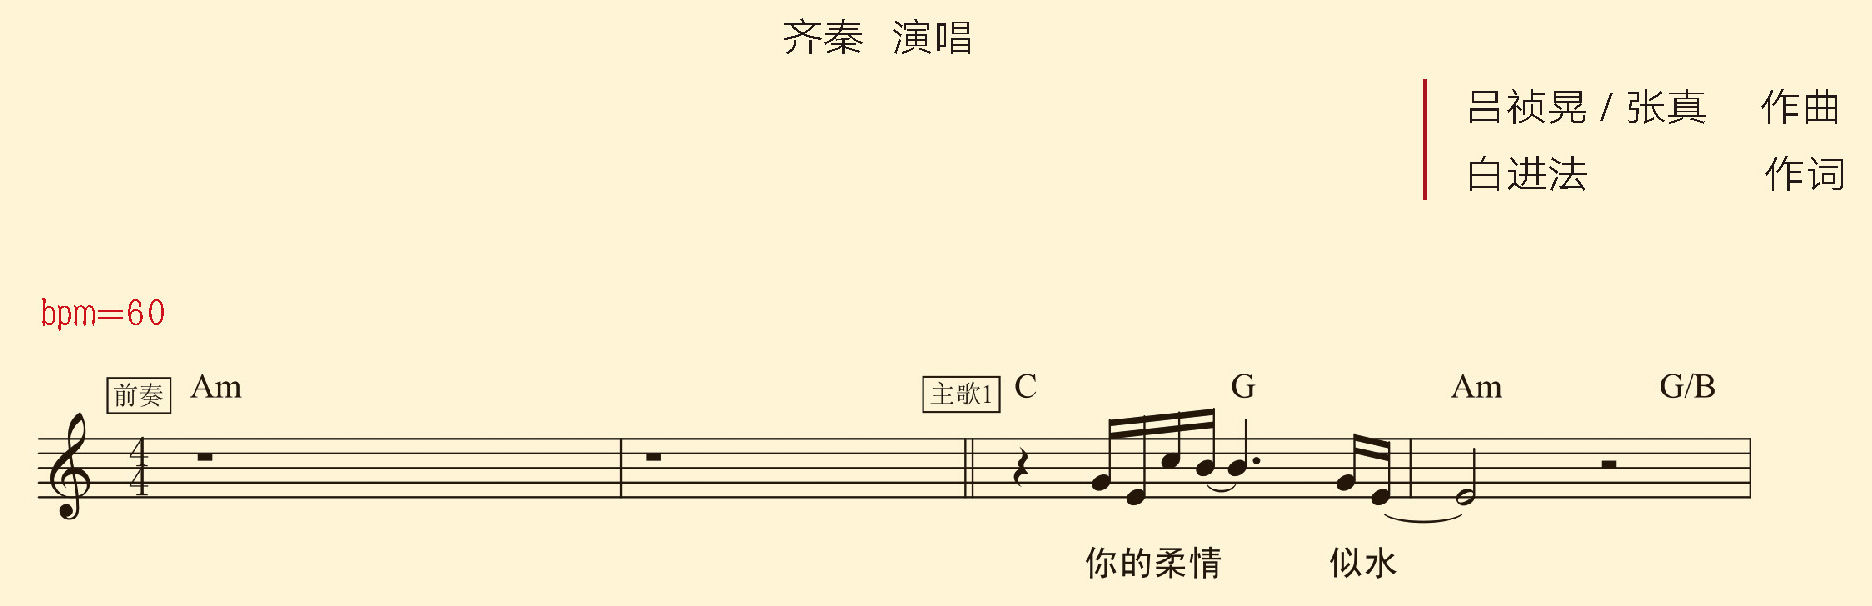 齐秦 演唱
吕祯晃 / 张真 作曲
白进法 作词
bpm=60
前奏 Am 主歌1 C G Am G/B
4
4
你的柔情 似水